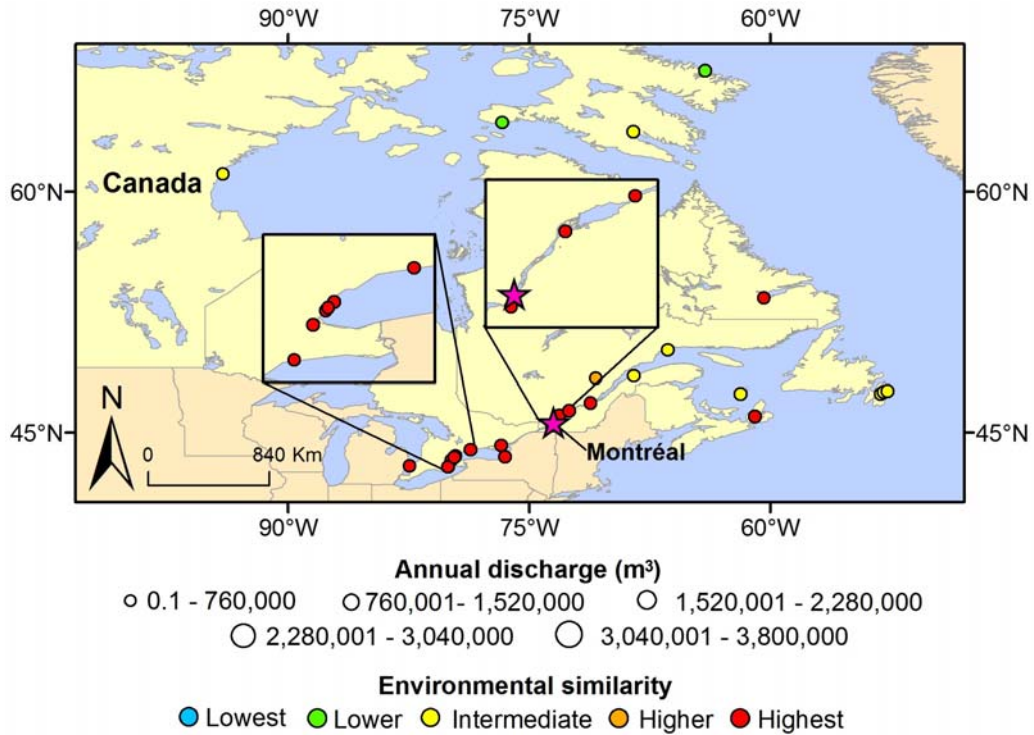 90°W 75°W 60°W
Canada
60°N 60°N
N
0 840 Km
45°N 45°N
Montréal
90°W 75°W 60°W
Annual discharge (m³)
0.1 - 760,000 760,001- 1,520,000 1,520,001 - 2,280,000
2,280,001 - 3,040,000 3,040,001 - 3,800,000
Environmental similarity
Lowest Lower Intermediate Higher Highest